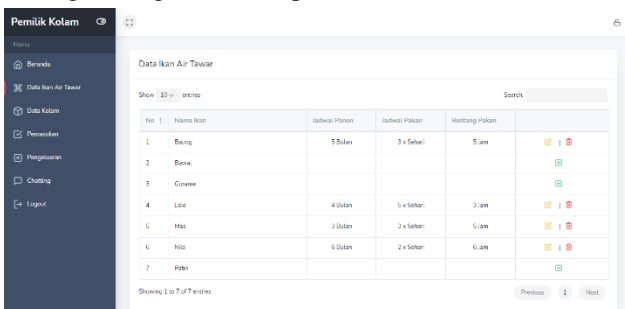 Pemilik Kolam
Menu
Beranda
Data Ikan Air Tawar
Data Kolam
Pemasukan
Pengeluaran
Chatting
Logout
Data Ikan Air Tawar
Show 10 entries
Search:
No Nama Ikan Jadwal Panen Jadwal Pakan Rentang Pakan
1 Baung 5 Bulan 3 x Sehari 5 Jam
2 Bawal
3 Gurame
4 Lele 4 Bulan 5 x Sehari 3 Jam
5 Mas 3 Bulan 3 x Sehari 5 Jam
6 Nila 6 Bulan 2 x Sehari 6 Jam
7 Patin
Showing 1 to 7 of 7 entries
Previous 1 Next